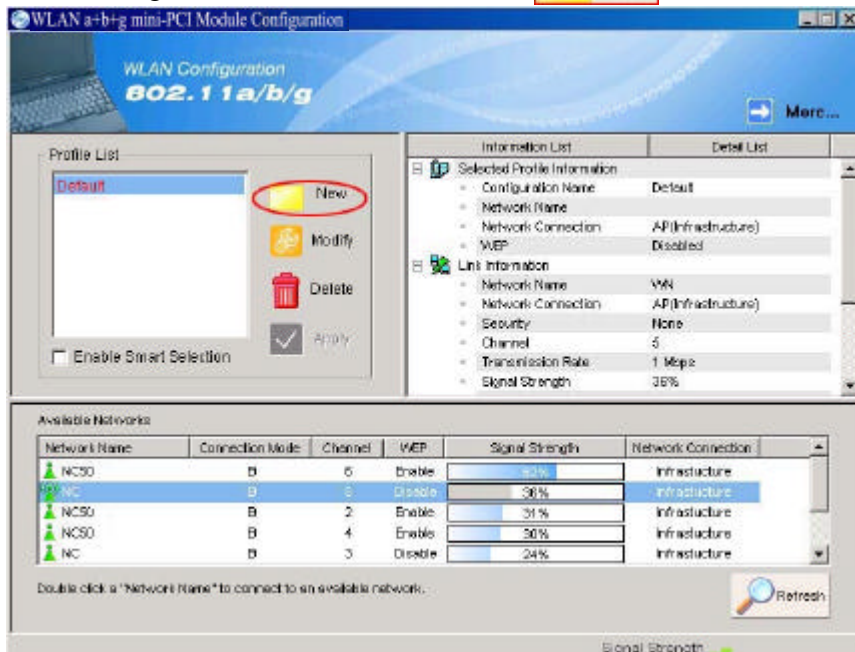 WLAN a+b+g mini-PCI Module Configuration
WLAN Configuration
802.11a/b/g
More...
Profile List
Default
New
Modify
Delete
Apply
Enable Smart Selection
Information List Detail List
Selected Profile Information
Configuration Name Default
Network Name
Network Connection AP(Infrastructure)
WEP Disabled
Link Information
Network Name
Network Connection AP(Infrastructure)
Security None
Channel 5
Transmission Rate 1 Mbps
Signal Strength 36%
Available Networks
Network Name Connection Mode Channel WEP Signal Strength Network Connection
NC50 B 6 Enable Infrastucture
NC B Disable 36% Infrastucture
NC50 B 2 Enable 31% Infrastucture
NC50 B 4 Enable 30% Infrastucture
NC B 3 Disable 24% Infrastucture
Double click a "Network Name" to connect to an available network.
Refresh
Signal Strength